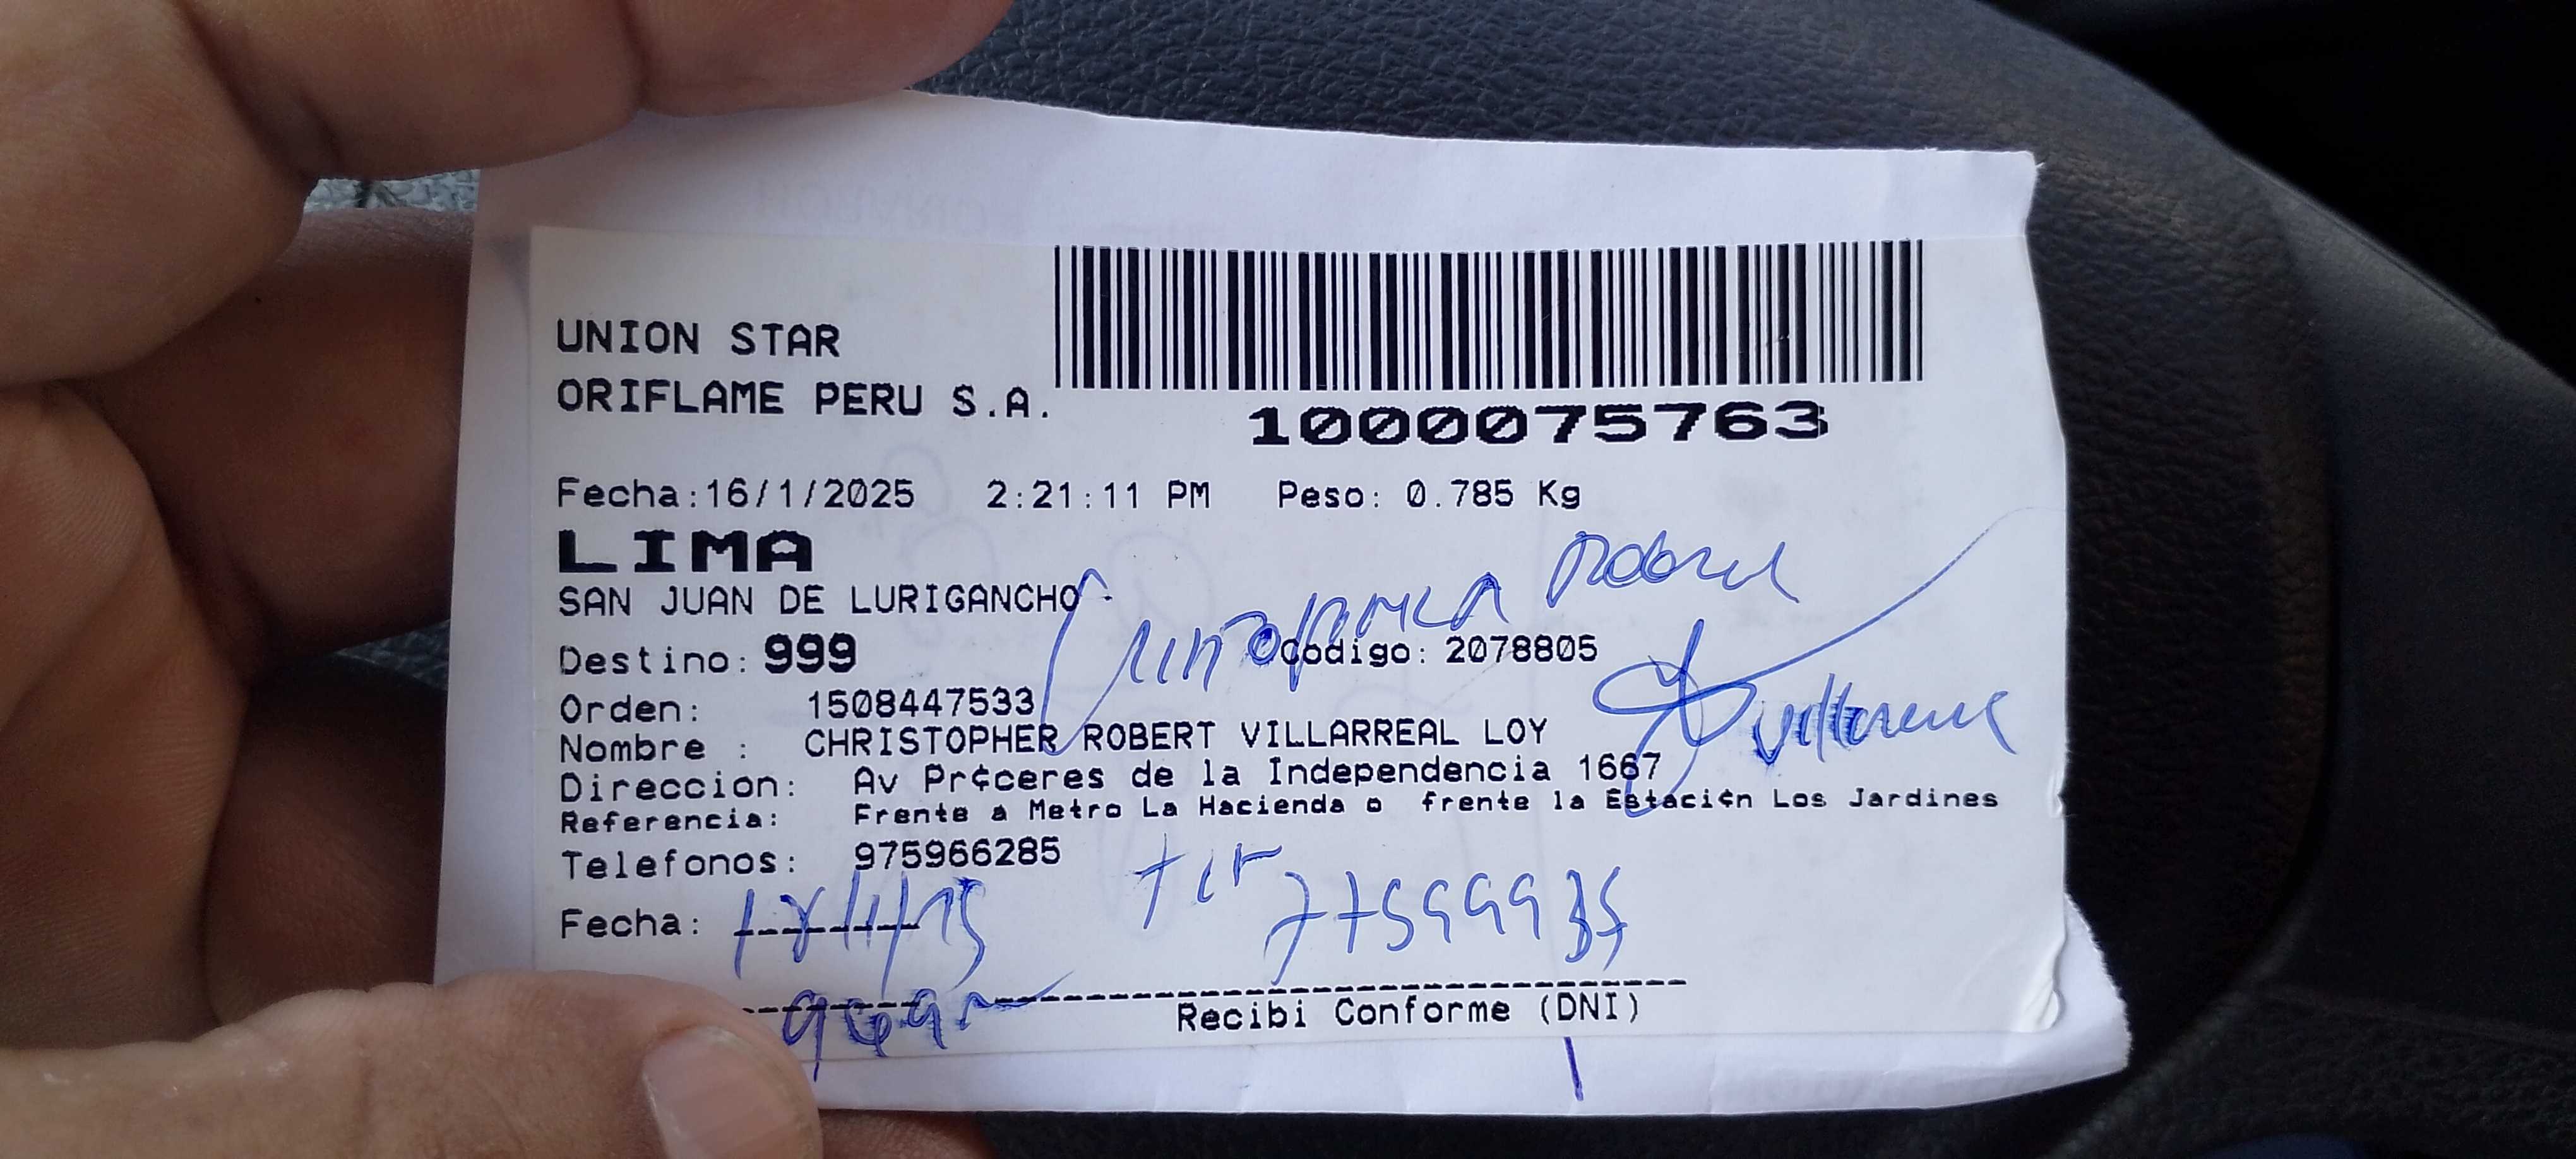 UNION STAR
ORIFLAME PERU S.A.
1000075763
Fecha:16/1/2025 2:21:11 PM Peso: 0.785 Kg
LIMA
SAN JUAN DE LURIGANCHO -
Destino: 999 Codigo: 2078805
Orden: 1508447533
Nombre : CHRISTOPHER ROBERT VILLARREAL LOY
Direccion: Av Pr¢ceres de la Independencia 1667
Referencia: Frente a Metro La Hacienda o frente la Estaci¢n Los Jardines
Telefonos: 975966285
Fecha:
Recibi Conforme (DNI)